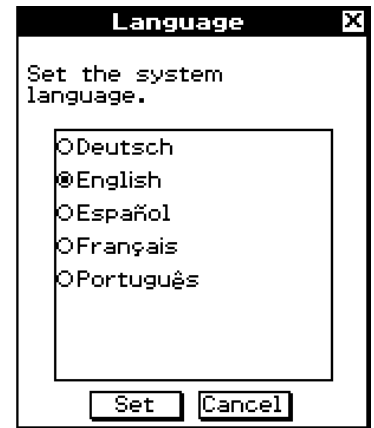 Language
Set the system
language.
Deutsch
English
Español
Français
Português
Set Cancel